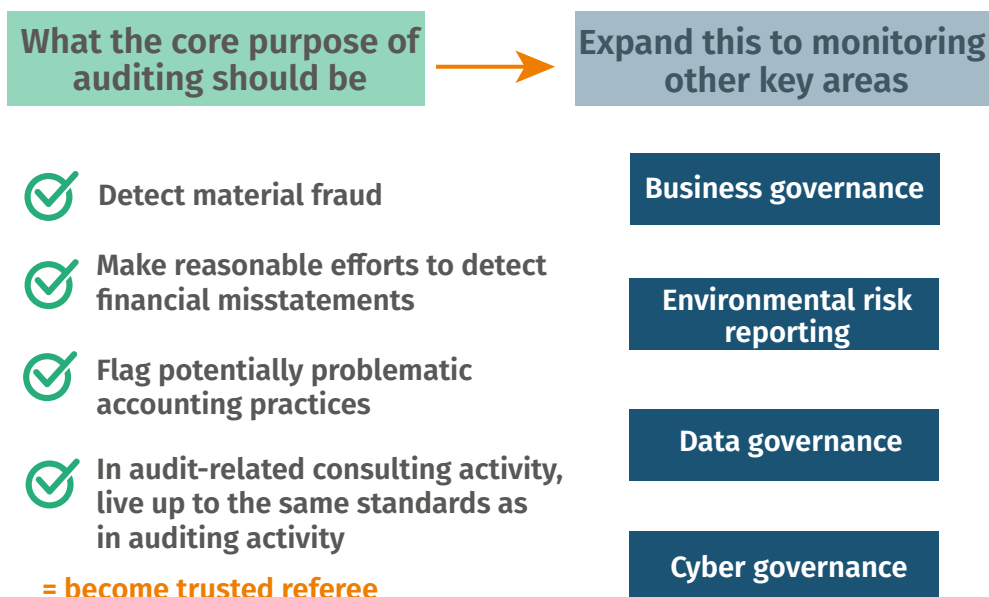 What the core purpose of
auditing should be
Expand this to monitoring
other key areas
Detect material fraud
Make reasonable efforts to detect
financial misstatements
Flag potentially problematic
accounting practices
In audit-related consulting activity,
live up to the same standards as
in auditing activity
= become trusted referee
Business governance
Environmental risk
reporting
Data governance
Cyber governance